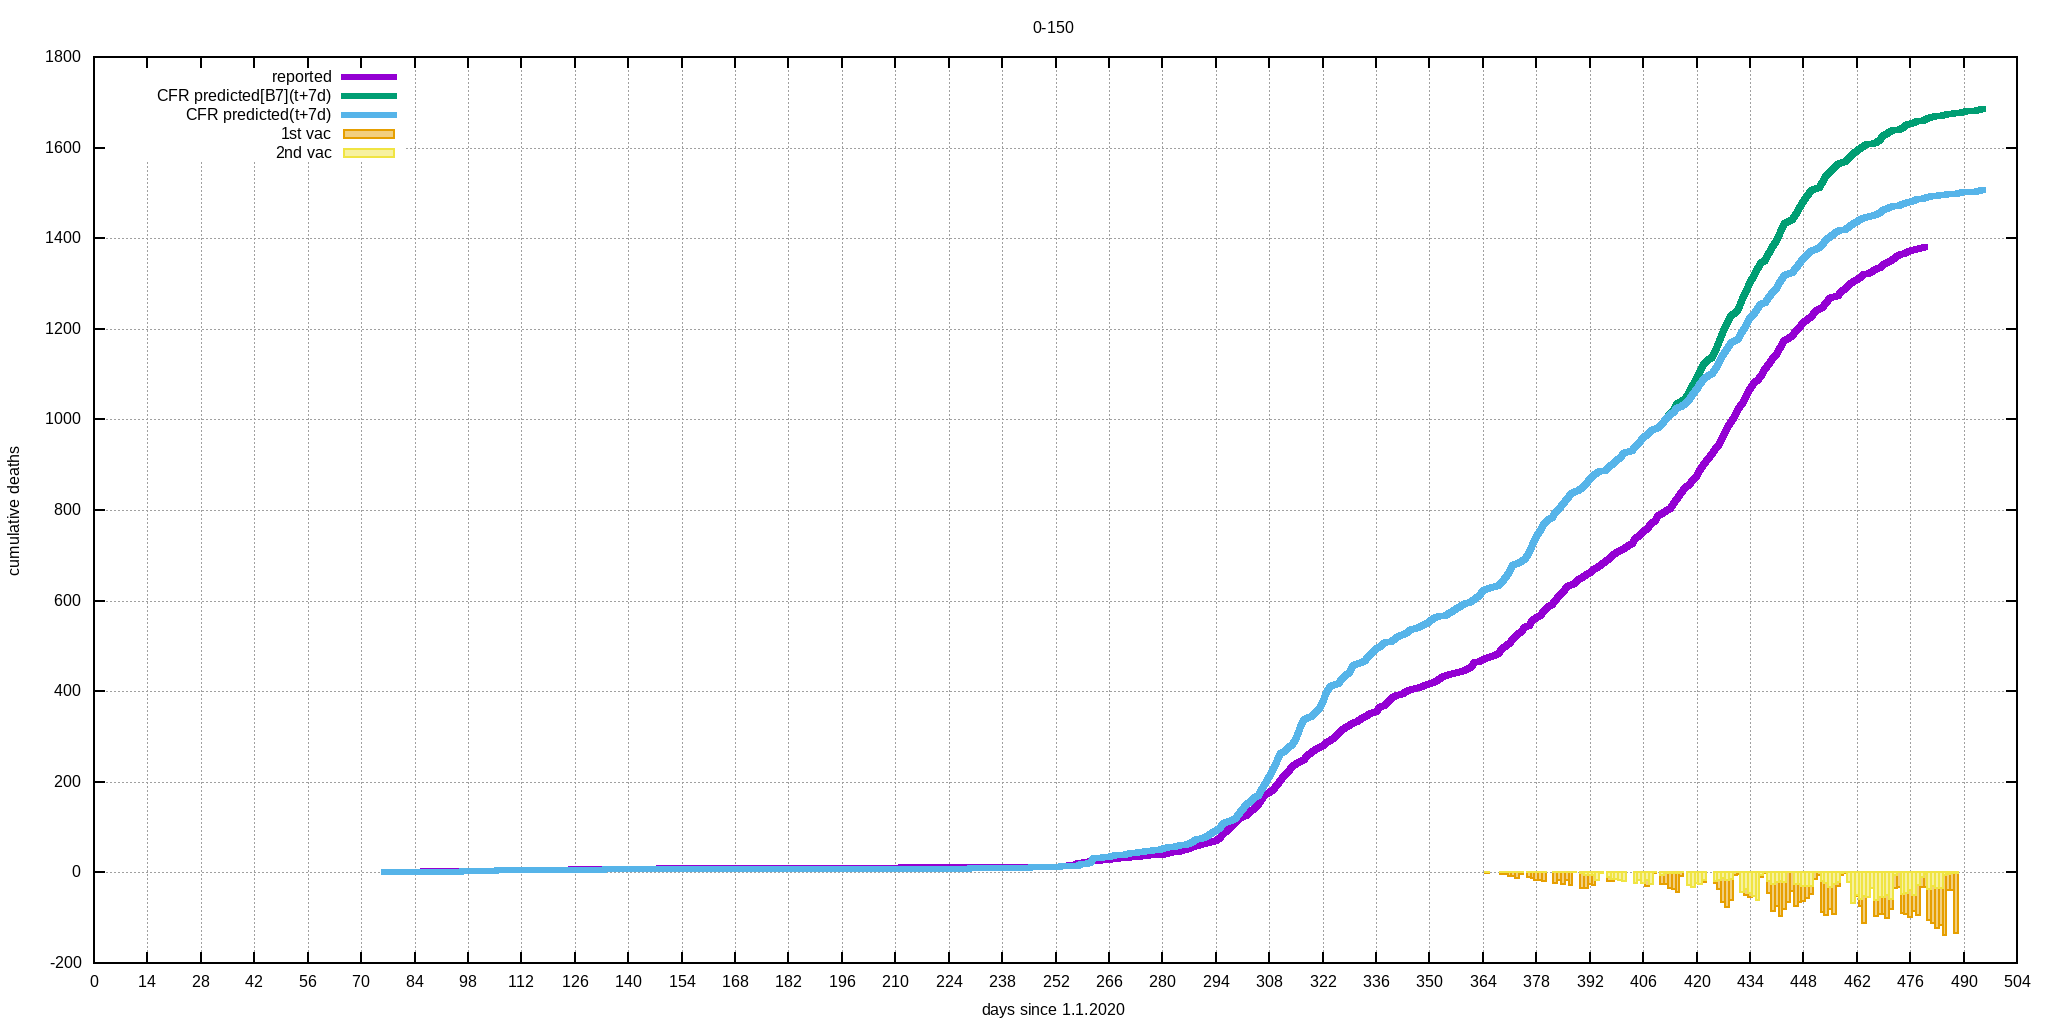 0-150
1800
1600
1400
1200
1000
800
600
400
200
0
-200
cumulative deaths
reported
CFR predicted[B7](t+7d)
CFR predicted(t+7d)
1st vac
2nd vac
0 14 28 42 56 70 84 98 112 126 140 154 168 182 196 210 224 238 252 266 280 294 308 322 336 350 364 378 392 406 420 434 448 462 476 490 504
days since 1.1.2020